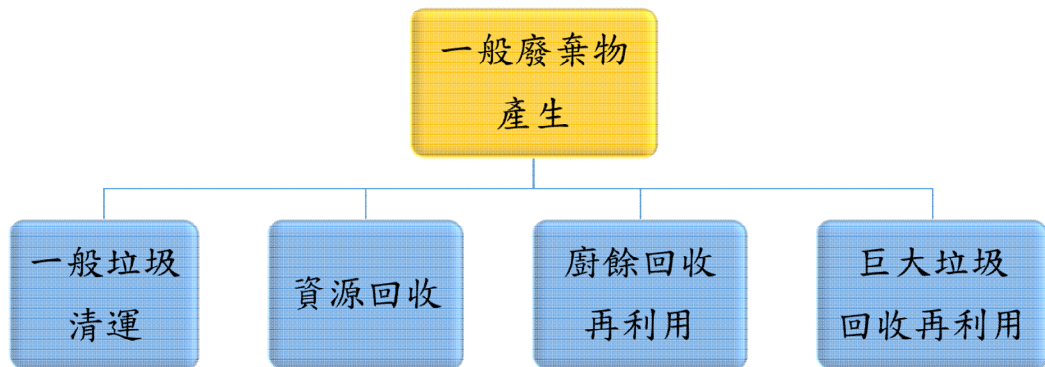 一般廢棄物
產生
一般垃圾
清運
資源回收
廚餘回收
再利用
巨大垃圾
回收再利用